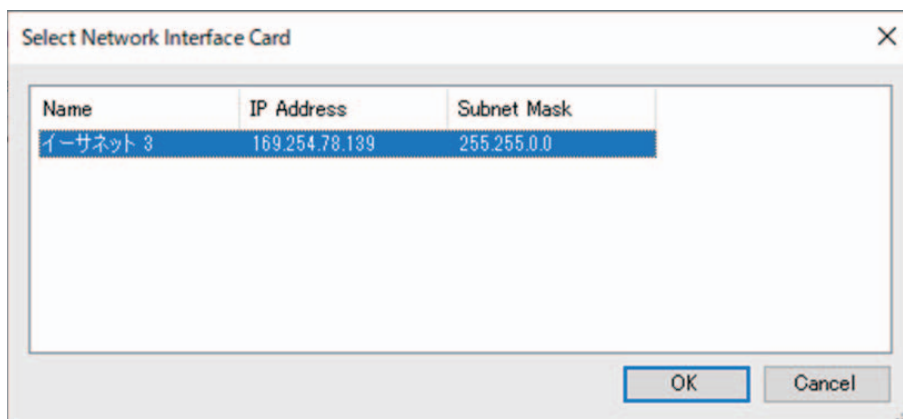 Select Network Interface Card
Name IP Address Subnet Mask
イーサネット 3 169.254.78.139 255.255.0.0
OK Cancel